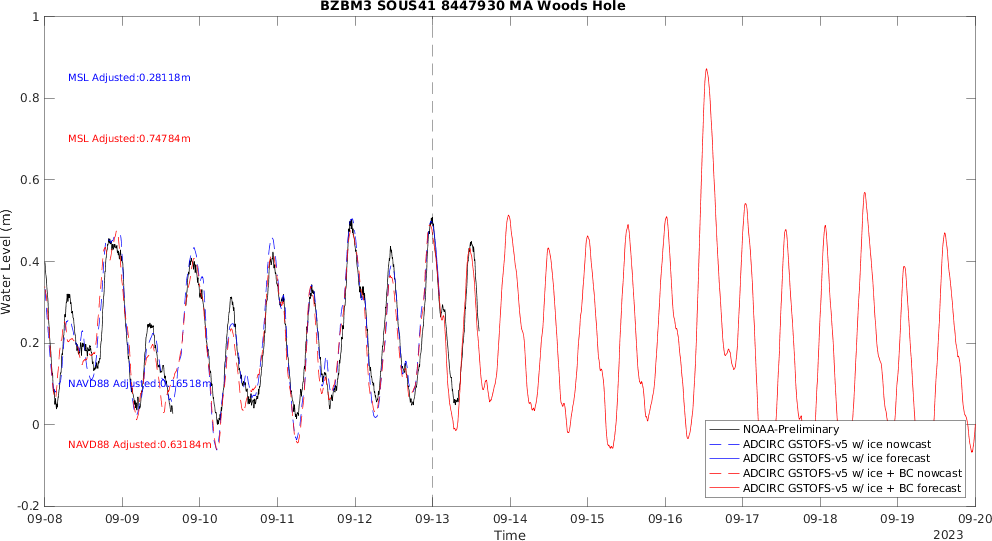 BZBM3 SOUS41 8447930 MA Woods Hole
1
0.8
0.6
0.4
0.2
0
-0.2
Water Level (m)
MSL Adjusted:0.28118m
MSL Adjusted:0.74784m
NAVD88 Adjusted:0.16518m
NAVD88 Adjusted:0.63184m
NOAA-Preliminary
ADCIRC GSTOFS-v5 w/ ice nowcast
ADCIRC GSTOFS-v5 w/ ice forecast
ADCIRC GSTOFS-v5 w/ ice + BC nowcast
ADCIRC GSTOFS-v5 w/ ice + BC forecast
09-08 09-09 09-10 09-11 09-12 09-13 09-14 09-15 09-16 09-17 09-18 09-19 09-20
Time
2023